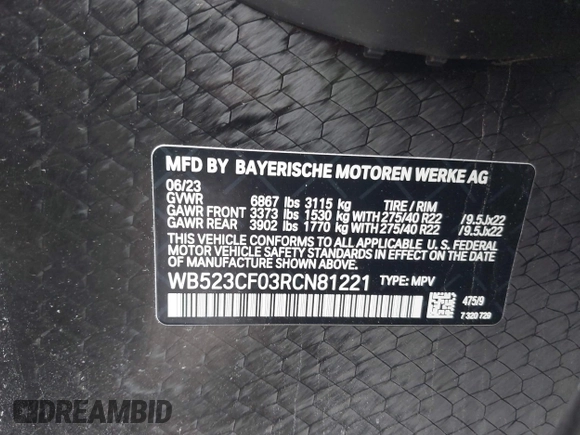 MFD BY BAYERISCHE MOTOREN WERKE AG
06/23
GVWR 6867 lbs 3115 kg TIRE / RIM
GAWR FRONT 3373 lbs 1530 kg WITH 275/40 R22 /9.5Jx22
GAWR REAR 3902 lbs 1770 kg WITH 275/40 R22 /9.5Jx22
THIS VEHICLE CONFORMS TO ALL APPLICABLE U. S. FEDERAL
MOTOR VEHICLE SAFETY STANDARDS IN EFFECT ON THE DATE
OF MANUFACTURE SHOWN ABOVE.
WB523CF03RCN81221 TYPE: MPV
475/9
7 320 729
DREAMBID